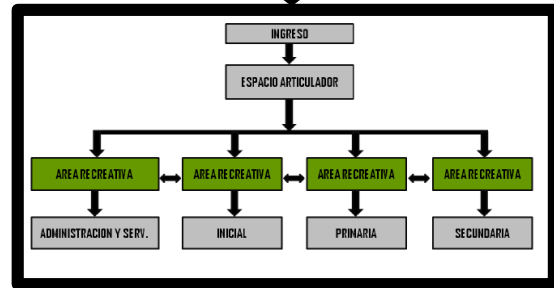 INGRESO
ESPACIO ARTICULADOR
AREA RECREATIVA
AREA RECREATIVA
AREA RECREATIVA
AREA RECREATIVA
ADMINISTRACION Y SERV.
INICIAL
PRIMARIA
SECUNDARIA